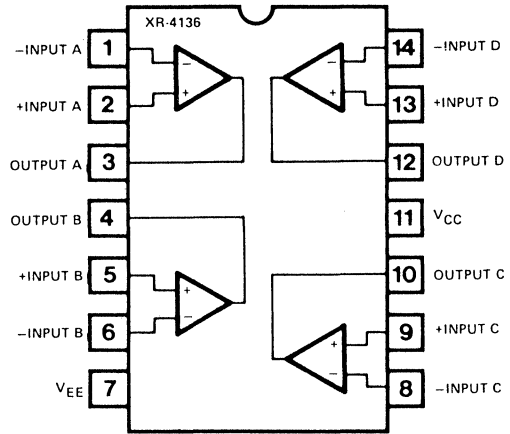 XR-4136
−INPUT A 1
+INPUT A 2
OUTPUT A 3
OUTPUT B 4
+INPUT B 5
−INPUT B 6
VEE 7
14 −INPUT D
13 +INPUT D
12 OUTPUT D
11 VCC
10 OUTPUT C
9 +INPUT C
8 −INPUT C
−
+
−
+
+
−
+
−